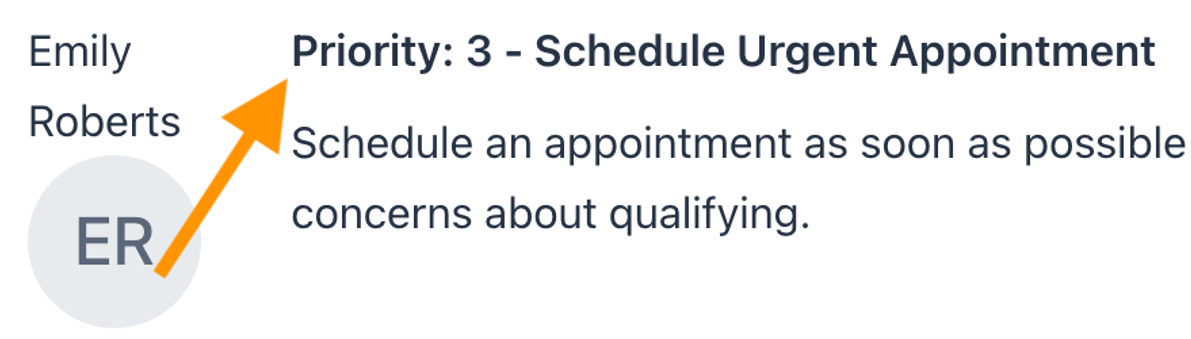 Emily
Roberts
ER
Priority: 3 - Schedule Urgent Appointment
Schedule an appointment as soon as possible
concerns about qualifying.